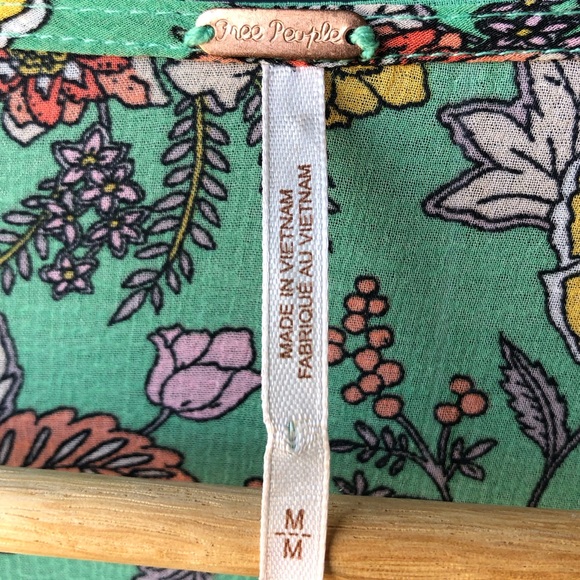 Free People
MADE IN VIETNAM
FABRIQUÉ AU VIETNAM
M
M